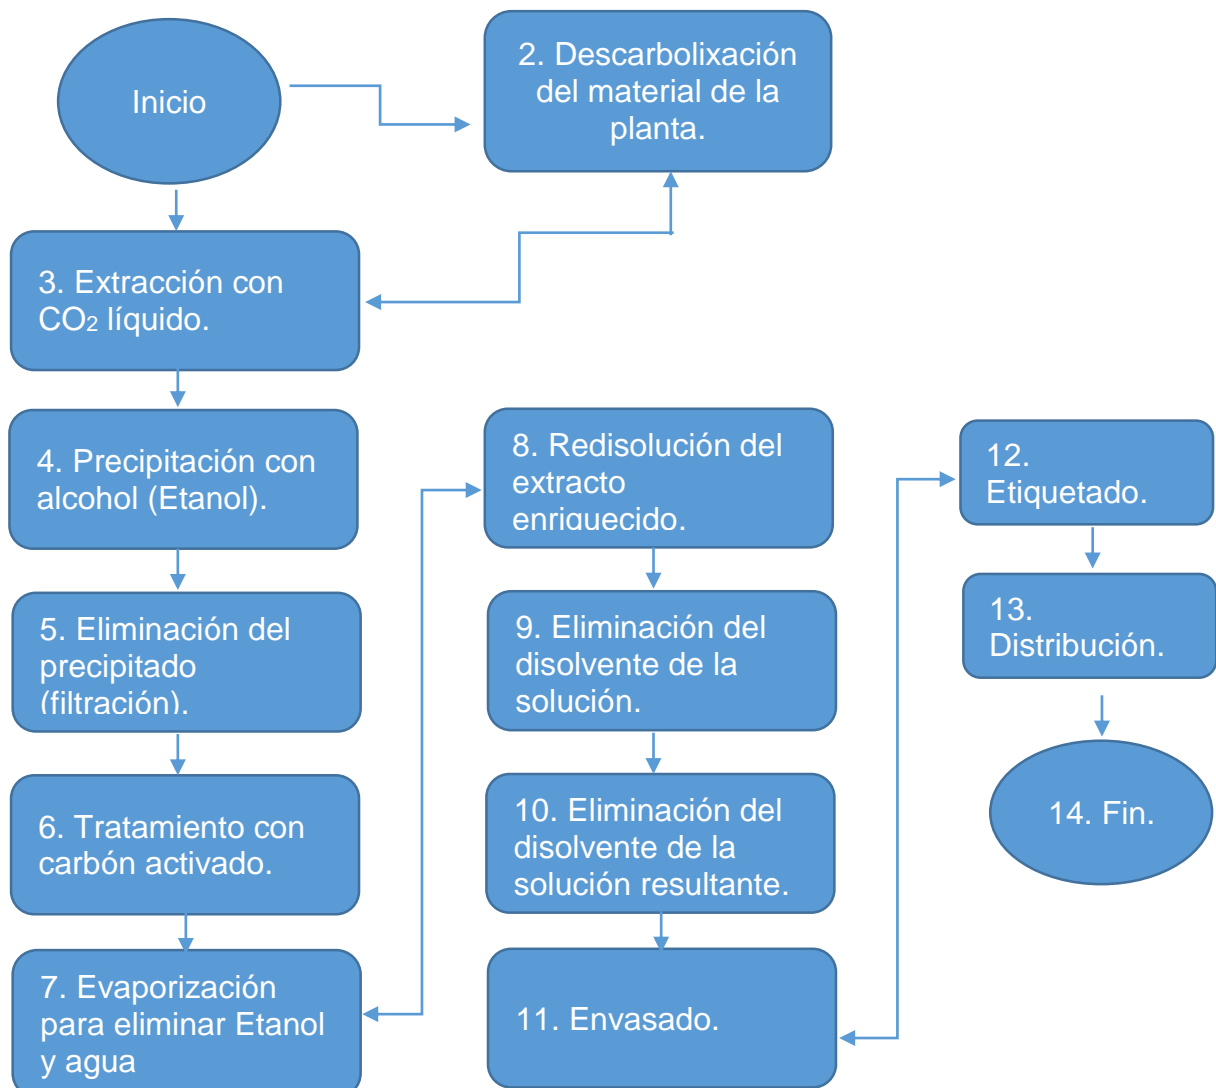 Inicio
2. Descarbolixación
del material de la
planta.
3. Extracción con
CO2 líquido.
4. Precipitación con
alcohol (Etanol).
5. Eliminación del
precipitado
(filtración).
6. Tratamiento con
carbón activado.
7. Evaporización
para eliminar Etanol
y agua
8. Redisolución del
extracto
enriquecido.
9. Eliminación del
disolvente de la
solución.
10. Eliminación del
disolvente de la
solución resultante.
11. Envasado.
12.
Etiquetado.
13.
Distribución.
14. Fin.